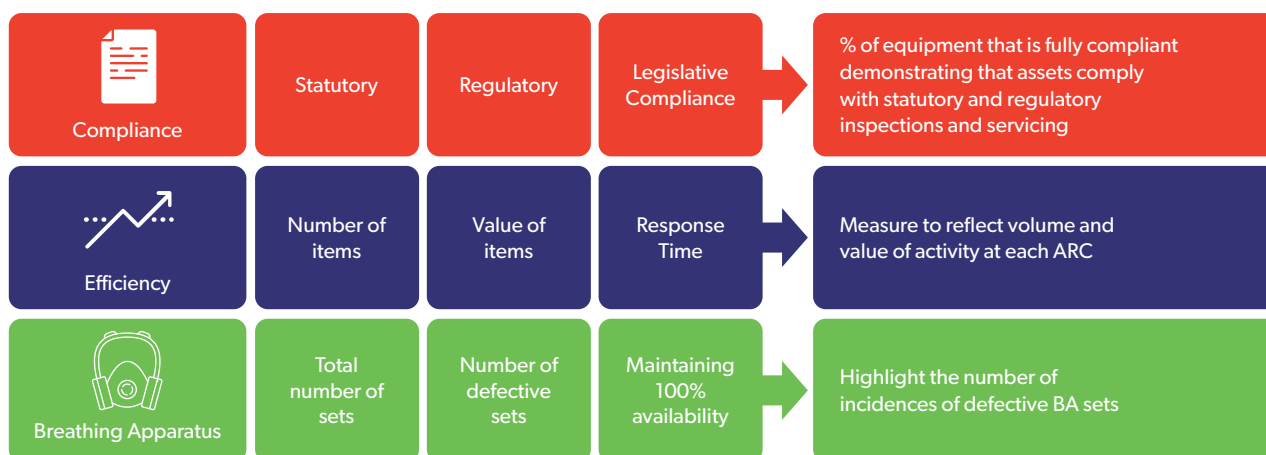 Compliance
Statutory
Regulatory
Legislative
Compliance
% of equipment that is fully compliant
demonstrating that assets comply
with statutory and regulatory
inspections and servicing
Efficiency
Number of
items
Value of
items
Response
Time
Measure to reflect volume and
value of activity at each ARC
Breathing Apparatus
Total
number of
sets
Number of
defective
sets
Maintaining
100%
availability
Highlight the number of
incidences of defective BA sets